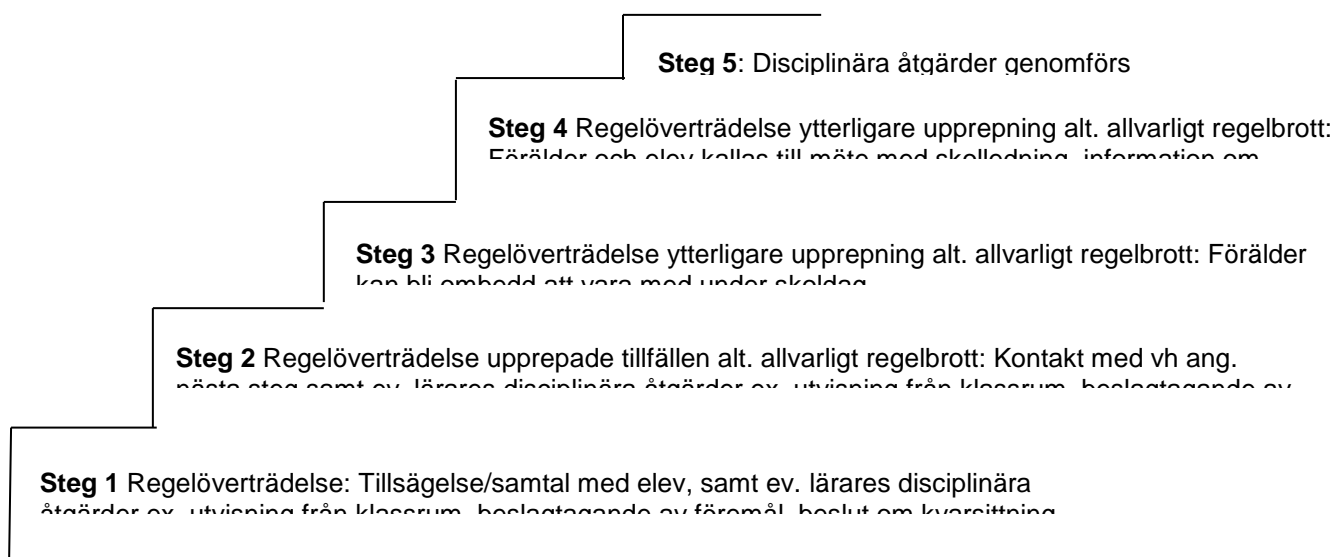 Steg 5: Disciplinära åtgärder genomförs
Steg 4 Regelöverträdelse ytterligare upprepning alt. allvarligt regelbrott:
Förälder och elev kallas till möte med skolledning, information om
Steg 3 Regelöverträdelse ytterligare upprepning alt. allvarligt regelbrott: Förälder
kan bli ombedd att vara med under skoldag
Steg 2 Regelöverträdelse upprepade tillfällen alt. allvarligt regelbrott: Kontakt med vh ang.
nästa steg samt ev. lärares disciplinära åtgärder ex. utvisning från klassrum, beslagtagande av
Steg 1 Regelöverträdelse: Tillsägelse/samtal med elev, samt ev. lärares disciplinära
åtgärder ex. utvisning från klassrum, beslagtagande av föremål, beslut om kvarsittning